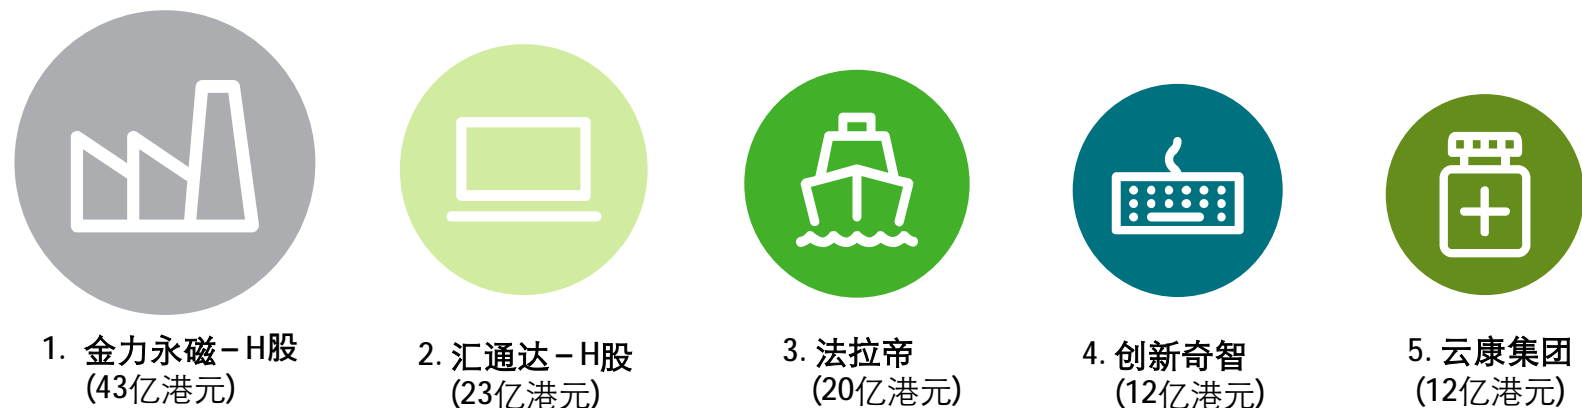 1. 金力永磁 – H股
(43亿港元)
2. 汇通达 – H股
(23亿港元)
3. 法拉帝
(20亿港元)
4. 创新奇智
(12亿港元)
5. 云康集团
(12亿港元)